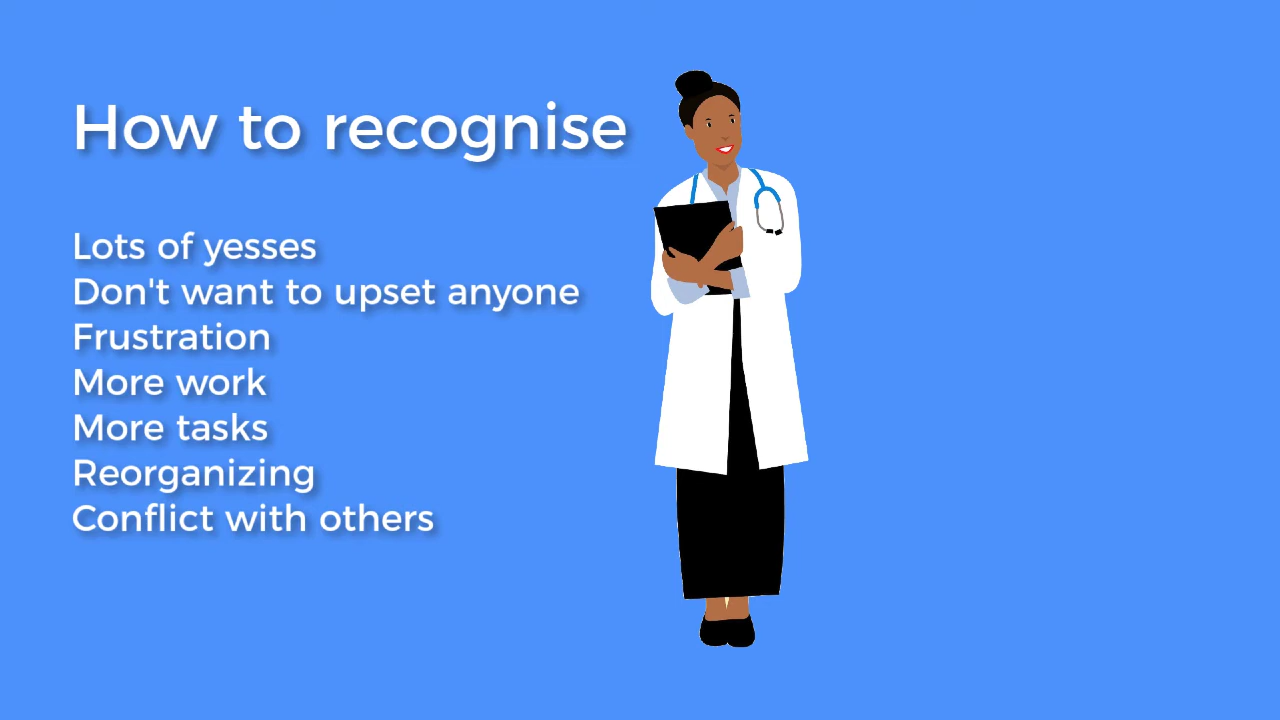 How to recognise
Lots of yesses
Don't want to upset anyone
Frustration
More work
More tasks
Reorganizing
Conflict with others